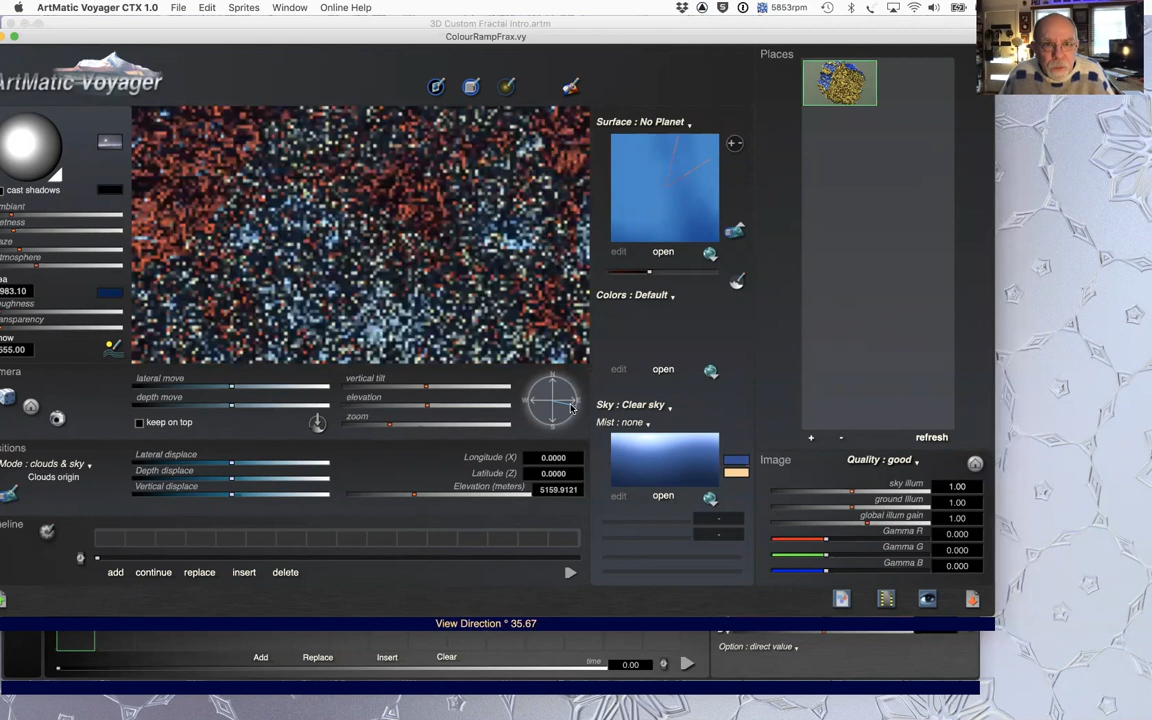 ArtMatic Voyager CTX 1.0 File Edit Sprites Window Online Help 5853rpm
3D Custom Fractal Intro.artm
ColourRampFrax.vy
ArtMatic Voyager
Places
Surface : No Planet
cast shadows
edit open
Colors : Default
983.10
555.00
edit open
lateral move
depth move
keep on top
vertical tilt
elevation
zoom
N
W E
S
Sky : Clear sky
Mist : none
+ - refresh
Mode : clouds & sky
Clouds origin
Lateral displace
Depth displace
Vertical displace
Longitude (X) 0.0000
Latitude (Z) 0.0000
Elevation (meters) 5159.9121
edit open
-
-
Image Quality : good
sky illum 1.00
ground Illum 1.00
global illum gain 1.00
Gamma R 0.000
Gamma G 0.000
Gamma B 0.000
add continue replace insert delete
View Direction ° 35.67
Add Replace Insert Clear time 0.00
Option : direct value